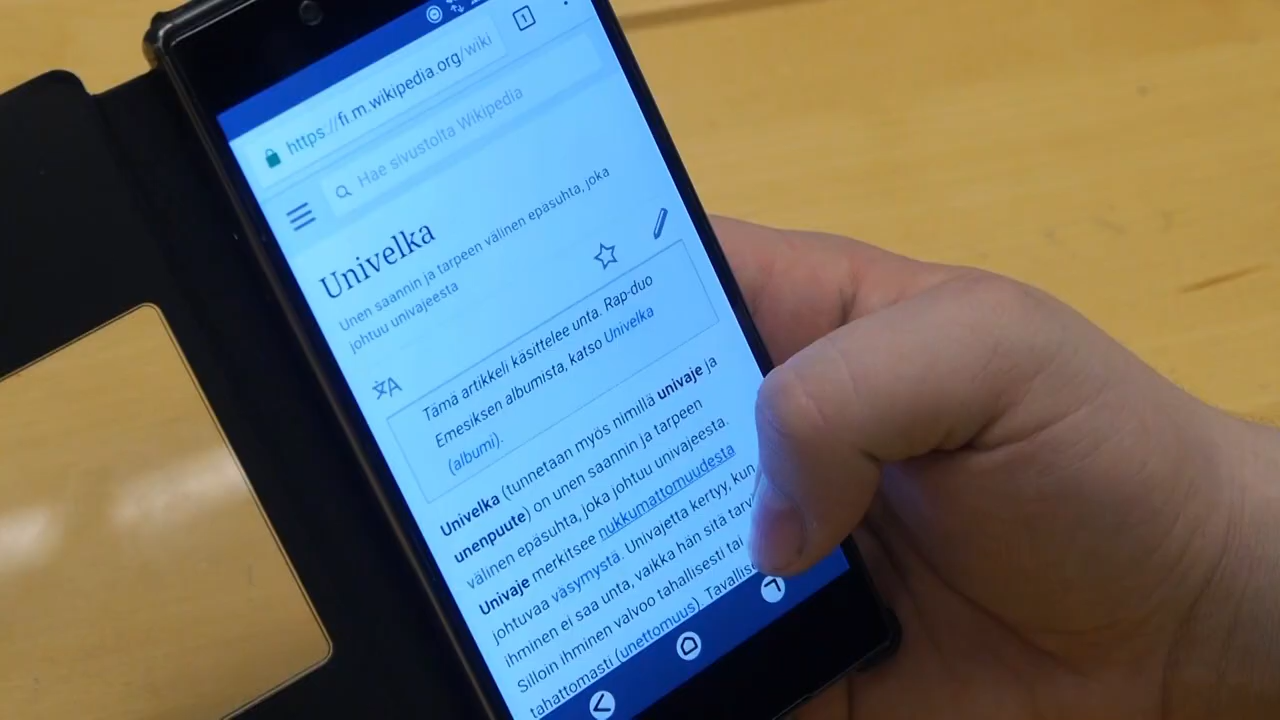 1
https://fi.m.wikipedia.org/wiki
Hae sivustolta Wikipedia
Univelka
Unen saannin ja tarpeen välinen epäsuhta, joka
johtuu univajeesta
Tämä artikkeli käsittelee unta. Rap-duo
Emesiksen albumista, katso Univelka
(albumi).
Univelka (tunnetaan myös nimillä univaje ja
unenpuute) on unen saannin ja tarpeen
välinen epäsuhta, joka johtuu univajeesta.
Univaje merkitsee nukkumattomuudesta
johtuvaa väsymystä. Univajetta kertyy, kun
ihminen ei saa unta, vaikka hän sitä tarvi
Silloin ihminen valvoo tahallisesti tai
tahattomasti (unettomuus). Tavallise